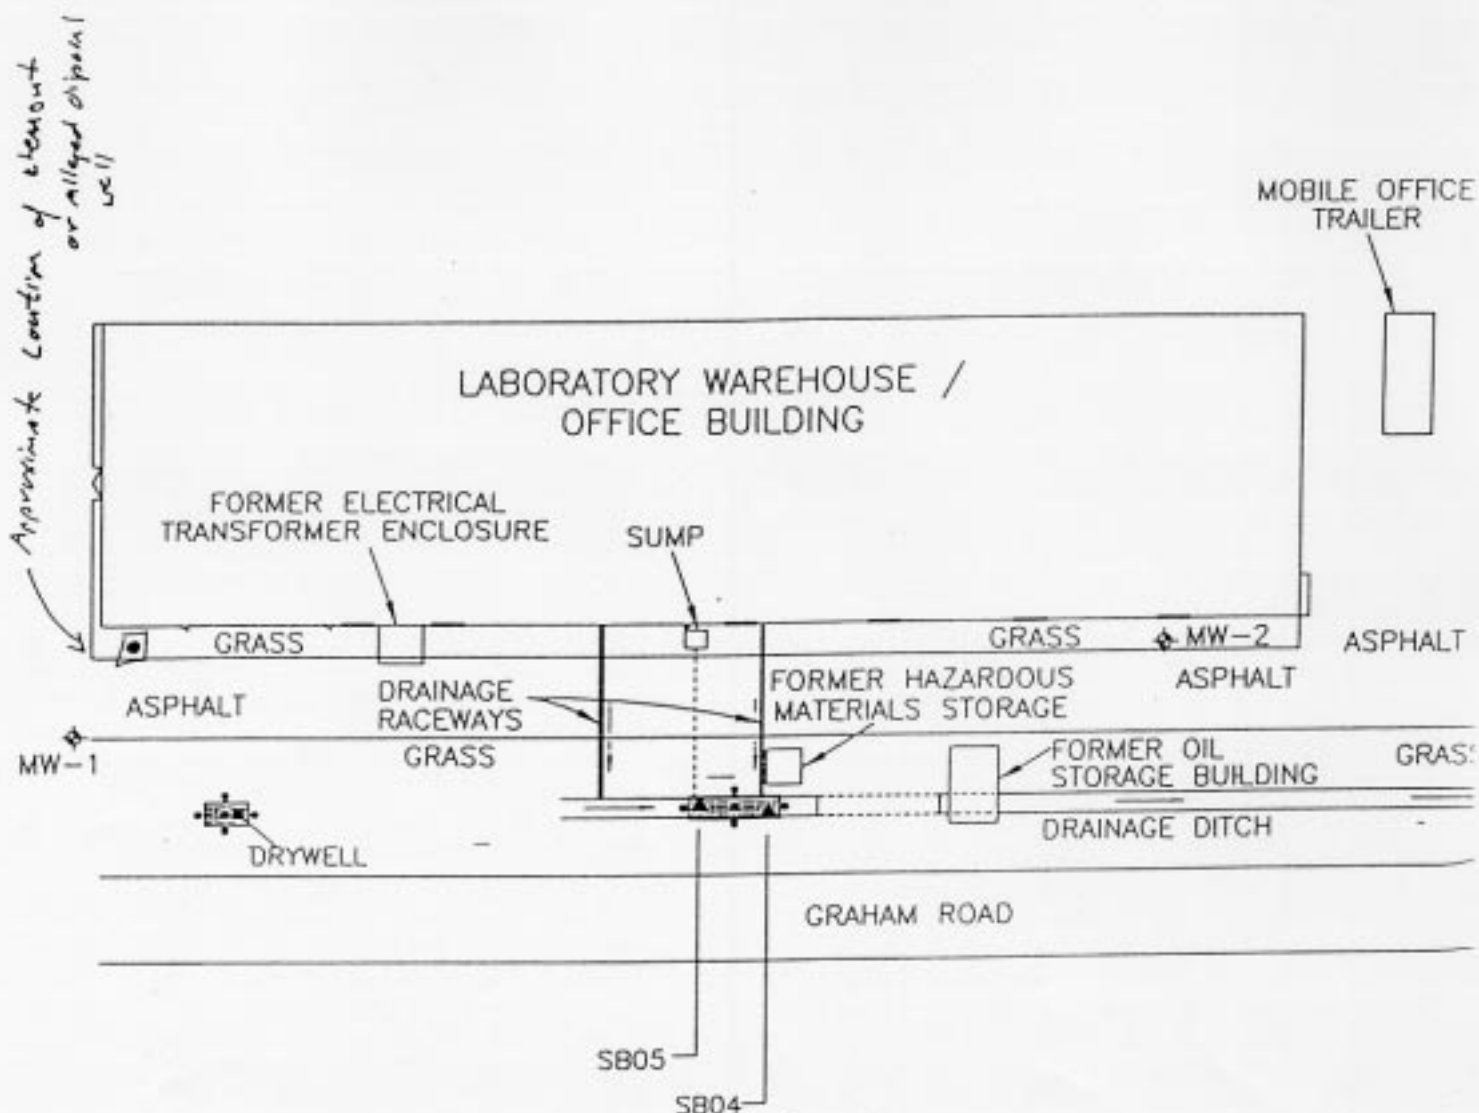 Approximate Location of cleanout
or alleged disposal
well
MOBILE OFFICE
TRAILER
LABORATORY WAREHOUSE /
OFFICE BUILDING
FORMER ELECTRICAL
TRANSFORMER ENCLOSURE
SUMP
GRASS
GRASS
MW-2
ASPHALT
ASPHALT
DRAINAGE
RACEWAYS
FORMER HAZARDOUS
MATERIALS STORAGE
ASPHALT
MW-1
GRASS
FORMER OIL
STORAGE BUILDING
GRAS
DRYWELL
DRAINAGE DITCH
GRAHAM ROAD
SB05
SB04